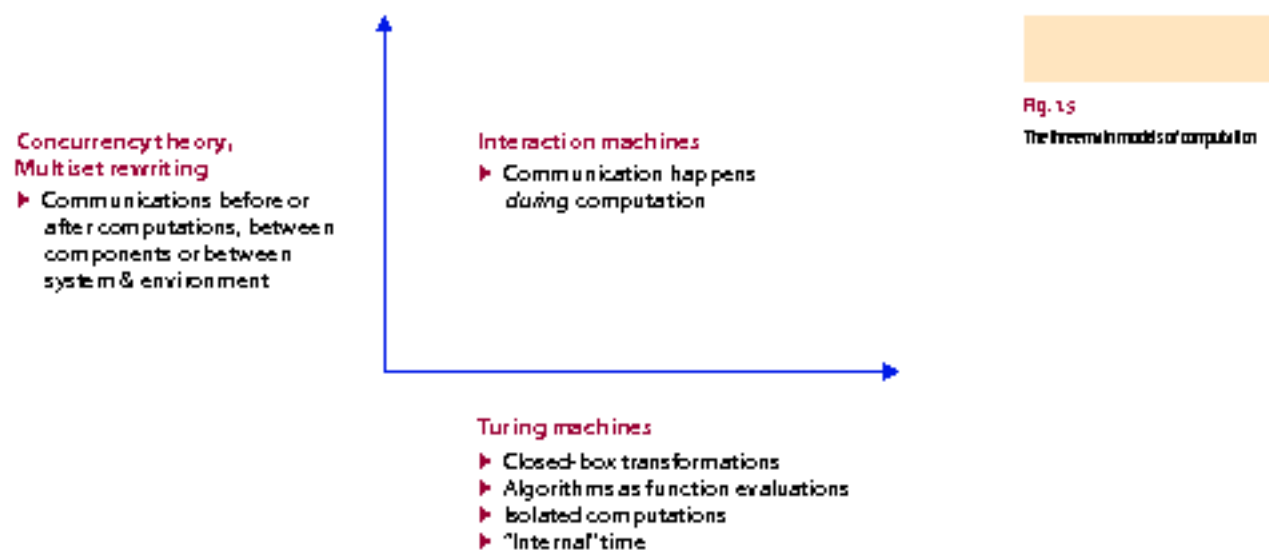 Concurrency theory,
Multiset rewriting
▶ Communications before or
after computations, between
components or between
system & environment
Interaction machines
▶ Communication happens
during computation
Turing machines
▶ Closed-box transformations
▶ Algorithms as function evaluations
▶ Isolated computations
▶ "Internal" time
Fig. 15
The three main models of computation